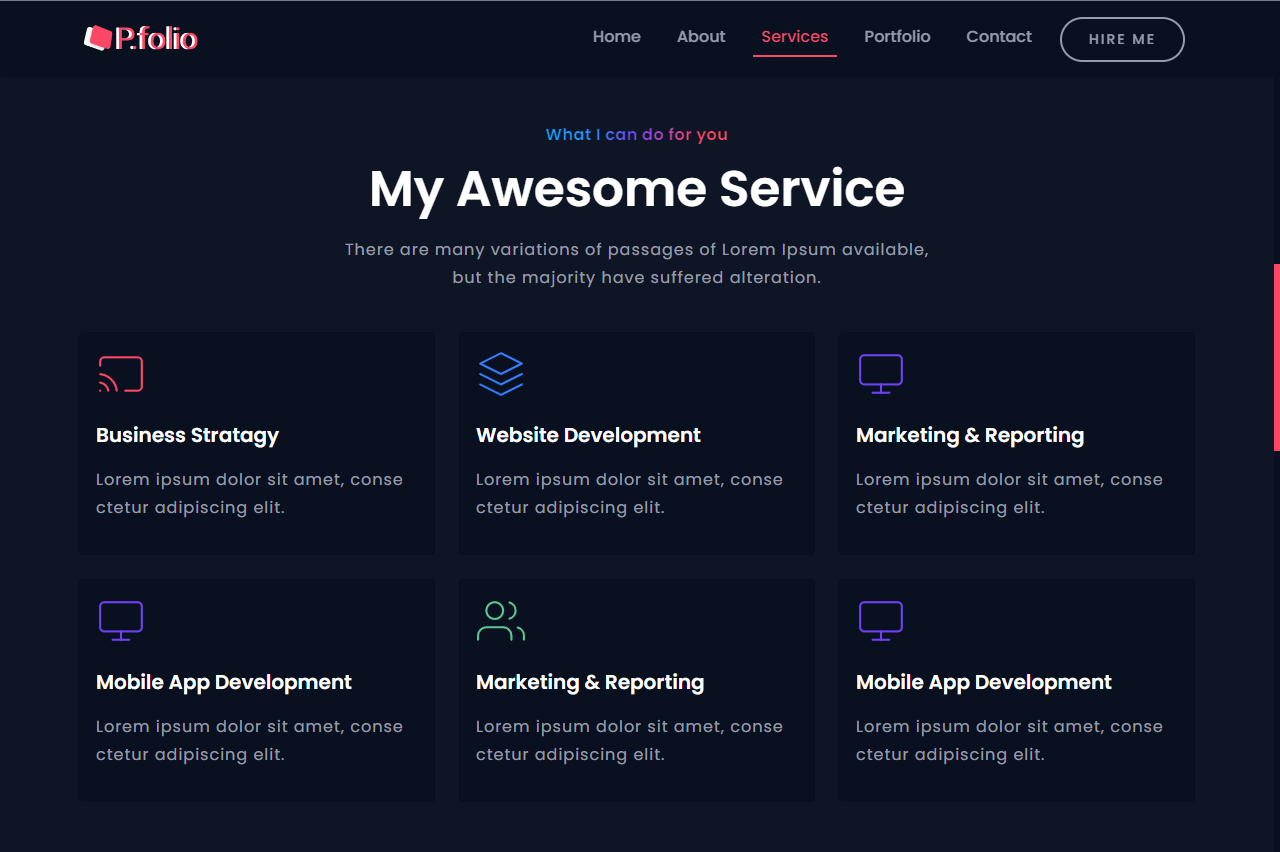 P.folio
Home About Services Portfolio Contact HIRE ME
What I can do for you
My Awesome Service
There are many variations of passages of Lorem Ipsum available,
but the majority have suffered alteration.
Business Stratagy
Lorem ipsum dolor sit amet, conse
ctetur adipiscing elit.
Website Development
Lorem ipsum dolor sit amet, conse
ctetur adipiscing elit.
Marketing & Reporting
Lorem ipsum dolor sit amet, conse
ctetur adipiscing elit.
Mobile App Development
Lorem ipsum dolor sit amet, conse
ctetur adipiscing elit.
Marketing & Reporting
Lorem ipsum dolor sit amet, conse
ctetur adipiscing elit.
Mobile App Development
Lorem ipsum dolor sit amet, conse
ctetur adipiscing elit.